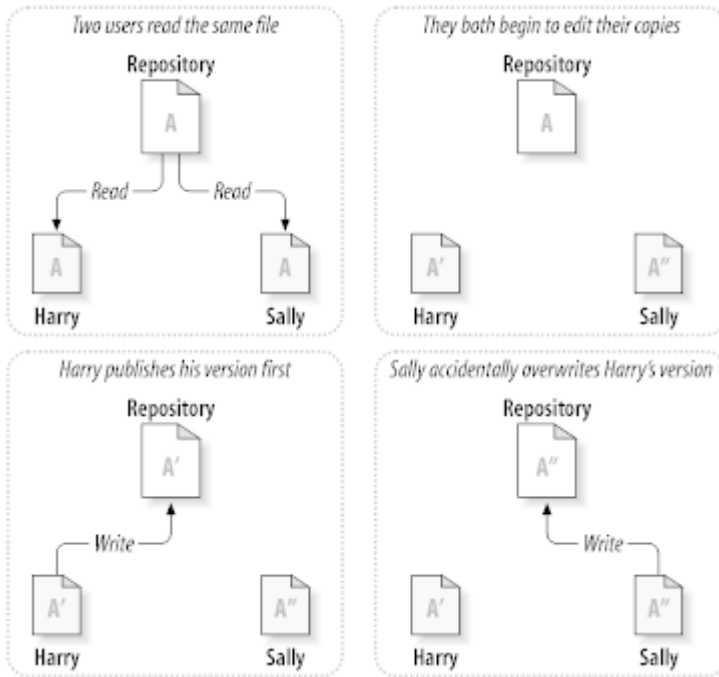 Two users read the same file
Repository
A
Read
Read
A
A
Harry
Sally
They both begin to edit their copies
Repository
A
A′
A″
Harry
Sally
Harry publishes his version first
Repository
A′
Write
A′
A″
Harry
Sally
Sally accidentally overwrites Harry's version
Repository
A″
Write
A′
A″
Harry
Sally